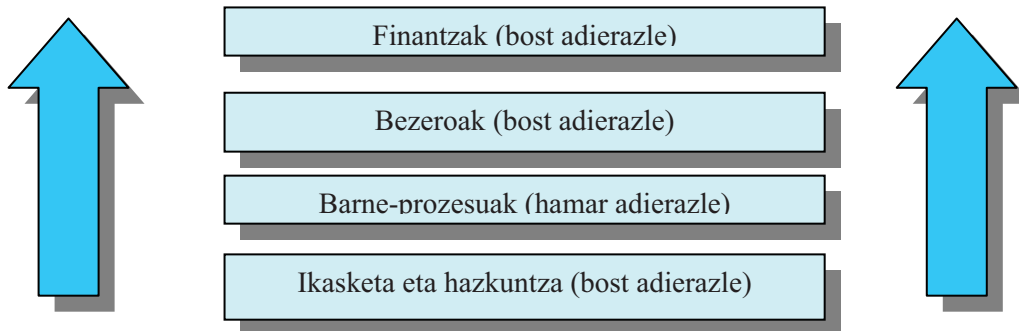 Finantzak (bost adierazle)
Bezeroak (bost adierazle)
Barne-prozesuak (hamar adierazle)
Ikasketa eta hazkuntza (bost adierazle)